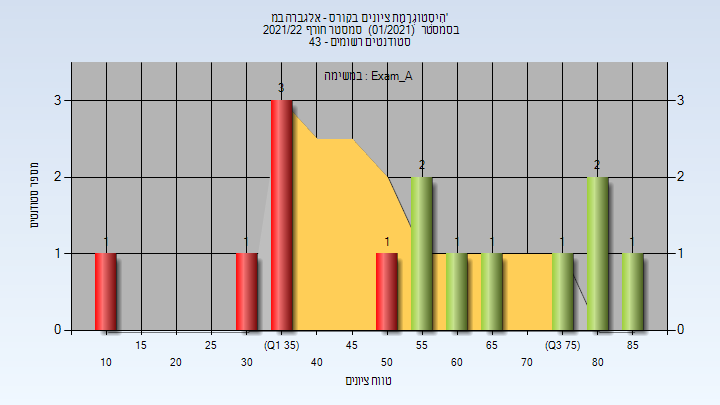 היסטוגרמת ציונים בקורס - אלגברה במ'
בסמסטר (01/2021) סמסטר חורף 2021/22
סטודנטים רשומים - 43
במשימה : Exam_A
3 3
2 2
1 1
0 0
1 1 3 1 2 1 1 1 2 1
מספר סטודנטים
15 25 (Q1 35) 45 55 65 (Q3 75) 85
10 20 30 40 50 60 70 80
טווח ציונים